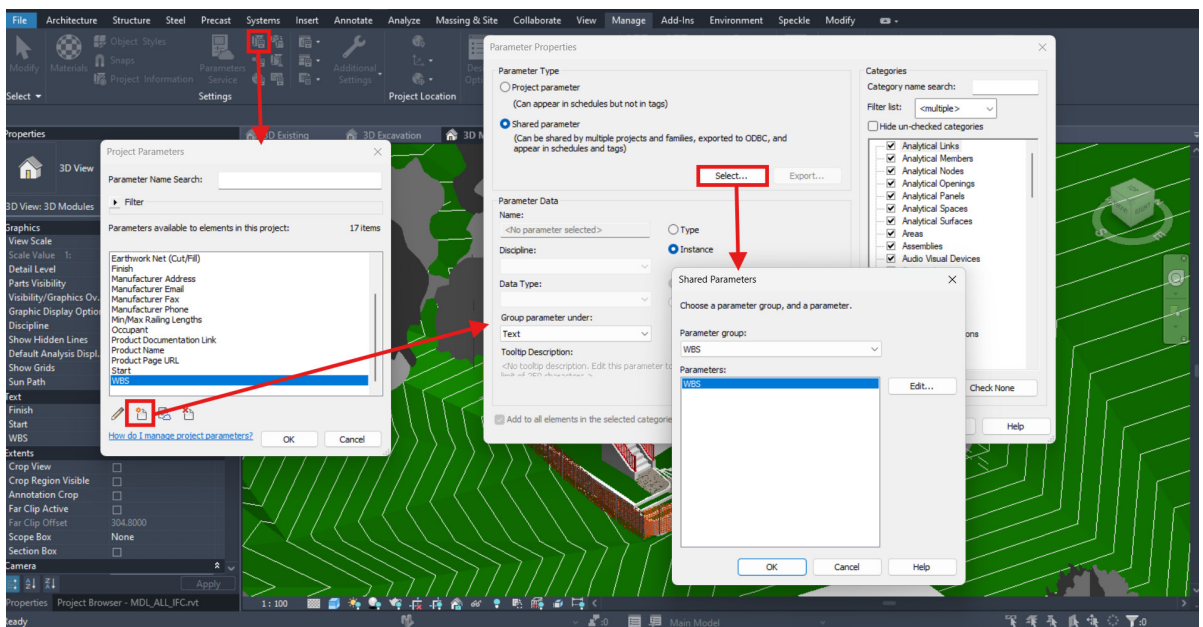 File Architecture Structure Steel Precast Systems Insert Annotate Analyze Massing & Site Collaborate View Manage Add-Ins Environment Speckle Modify
Modify
Materials
Object Styles
Snaps
Project Information
Parameters
Service
Additional
Settings
Select
Settings
Project Location
Properties
3D View
3D View: 3D Modules
Graphics
View Scale
Scale Value 1:
Detail Level
Parts Visibility
Visibility/Graphics Ov.
Graphic Display Optio
Discipline
Show Hidden Lines
Default Analysis Displ.
Show Grids
Sun Path
Text
Finish
Start
WBS
Extents
Crop View
Crop Region Visible
Annotation Crop
Far Clip Active
Far Clip Offset 304.8000
Scope Box None
Section Box
Camera
Apply
Properties Project Browser - MDL_ALL_IFC.rvt
Ready
3D Existing
3D Excavation
Project Parameters
Parameter Name Search:
Filter
Parameters available to elements in this project: 17 items
Earthwork Net (Cut/Fill)
Finish
Manufacturer Address
Manufacturer Email
Manufacturer Fax
Manufacturer Phone
Min/Max Railing Lengths
Occupant
Product Documentation Link
Product Name
Product Page URL
Start
WBS
How do I manage project parameters? OK Cancel
Parameter Properties
Parameter Type
Project parameter
(Can appear in schedules but not in tags)
Shared parameter
(Can be shared by multiple projects and families, exported to ODBC, and
appear in schedules and tags)
Select... Export...
Parameter Data
Name:
<No parameter selected>
Type
Discipline:
Instance
Data Type:
Group parameter under:
Text
Tooltip Description:
<No tooltip description. Edit this parameter to
Add to all elements in the selected categorie
Categories
Category name search:
Filter list: <multiple>
Hide un-checked categories
Analytical Links
Analytical Members
Analytical Nodes
Analytical Openings
Analytical Panels
Analytical Spaces
Analytical Surfaces
Areas
Assemblies
Audio Visual Devices
ons
Check None
Help
Shared Parameters
Choose a parameter group, and a parameter.
Parameter group:
WBS
Parameters:
WBS
Edit...
OK Cancel Help
1 : 100
:0
Main Model
:0